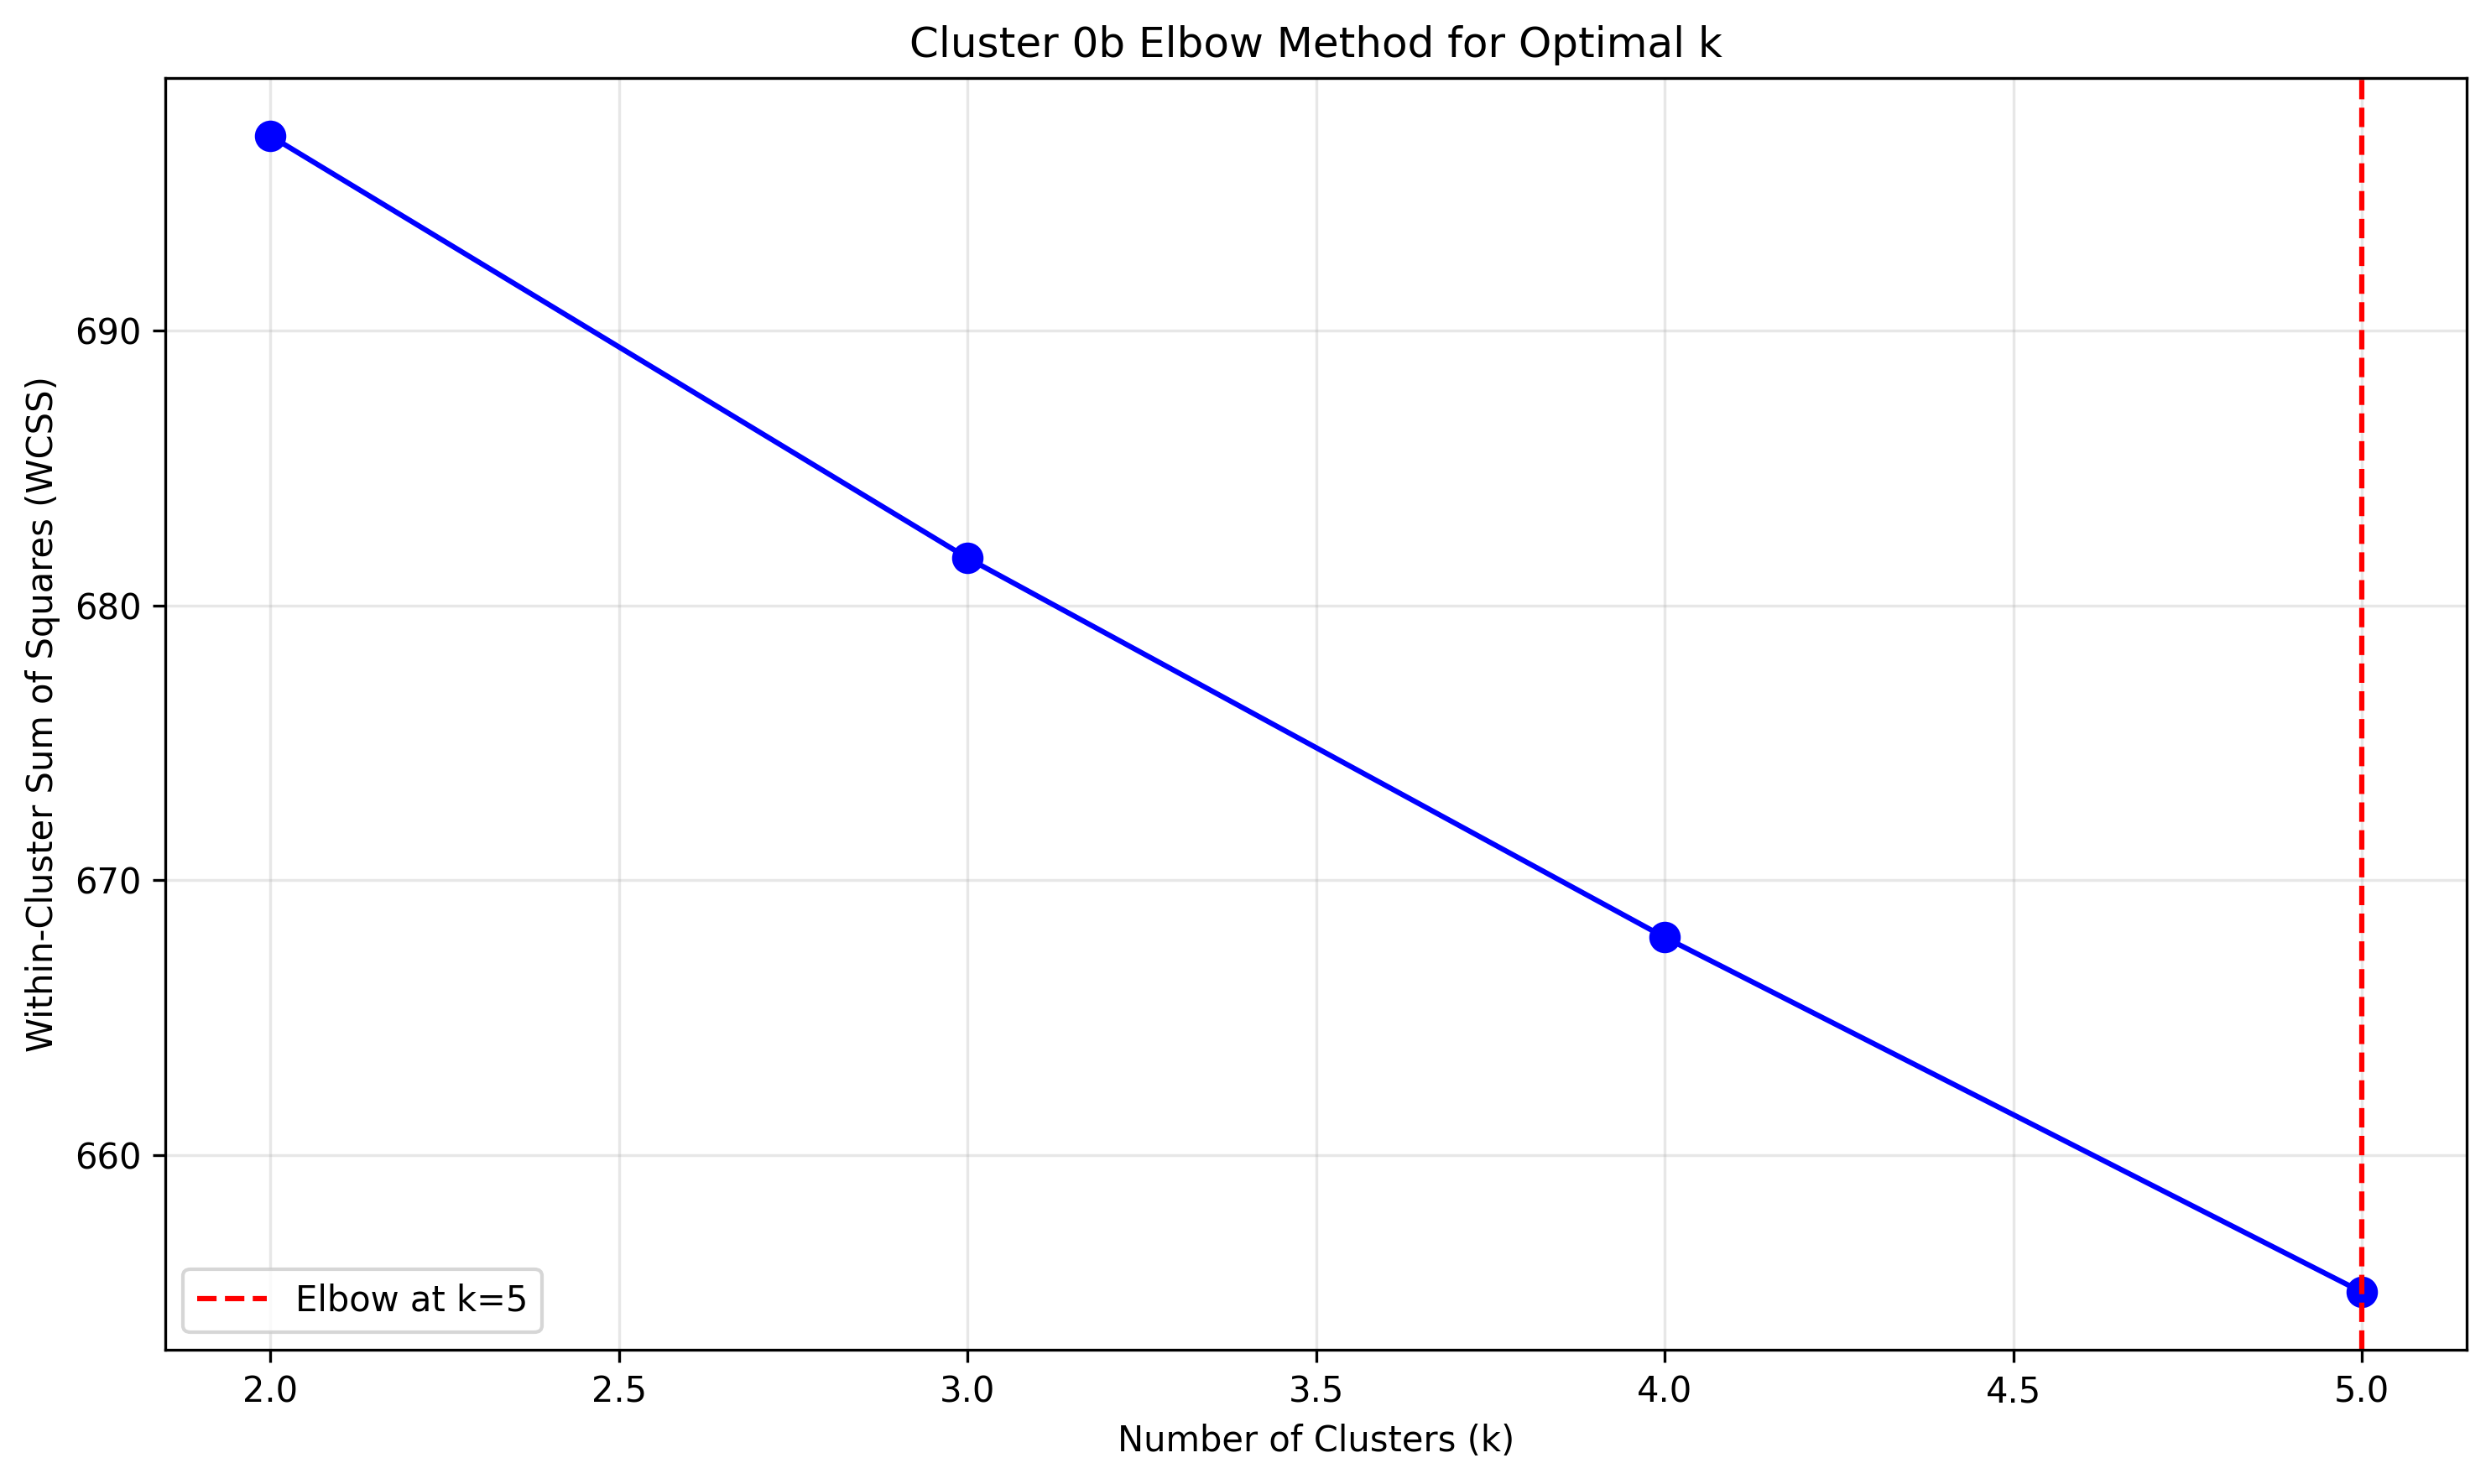 Cluster 0b Elbow Method for Optimal k
Within-Cluster Sum of Squares (WCSS)
690
680
670
660
Elbow at k=5
2.0 2.5 3.0 3.5 4.0 4.5 5.0
Number of Clusters (k)